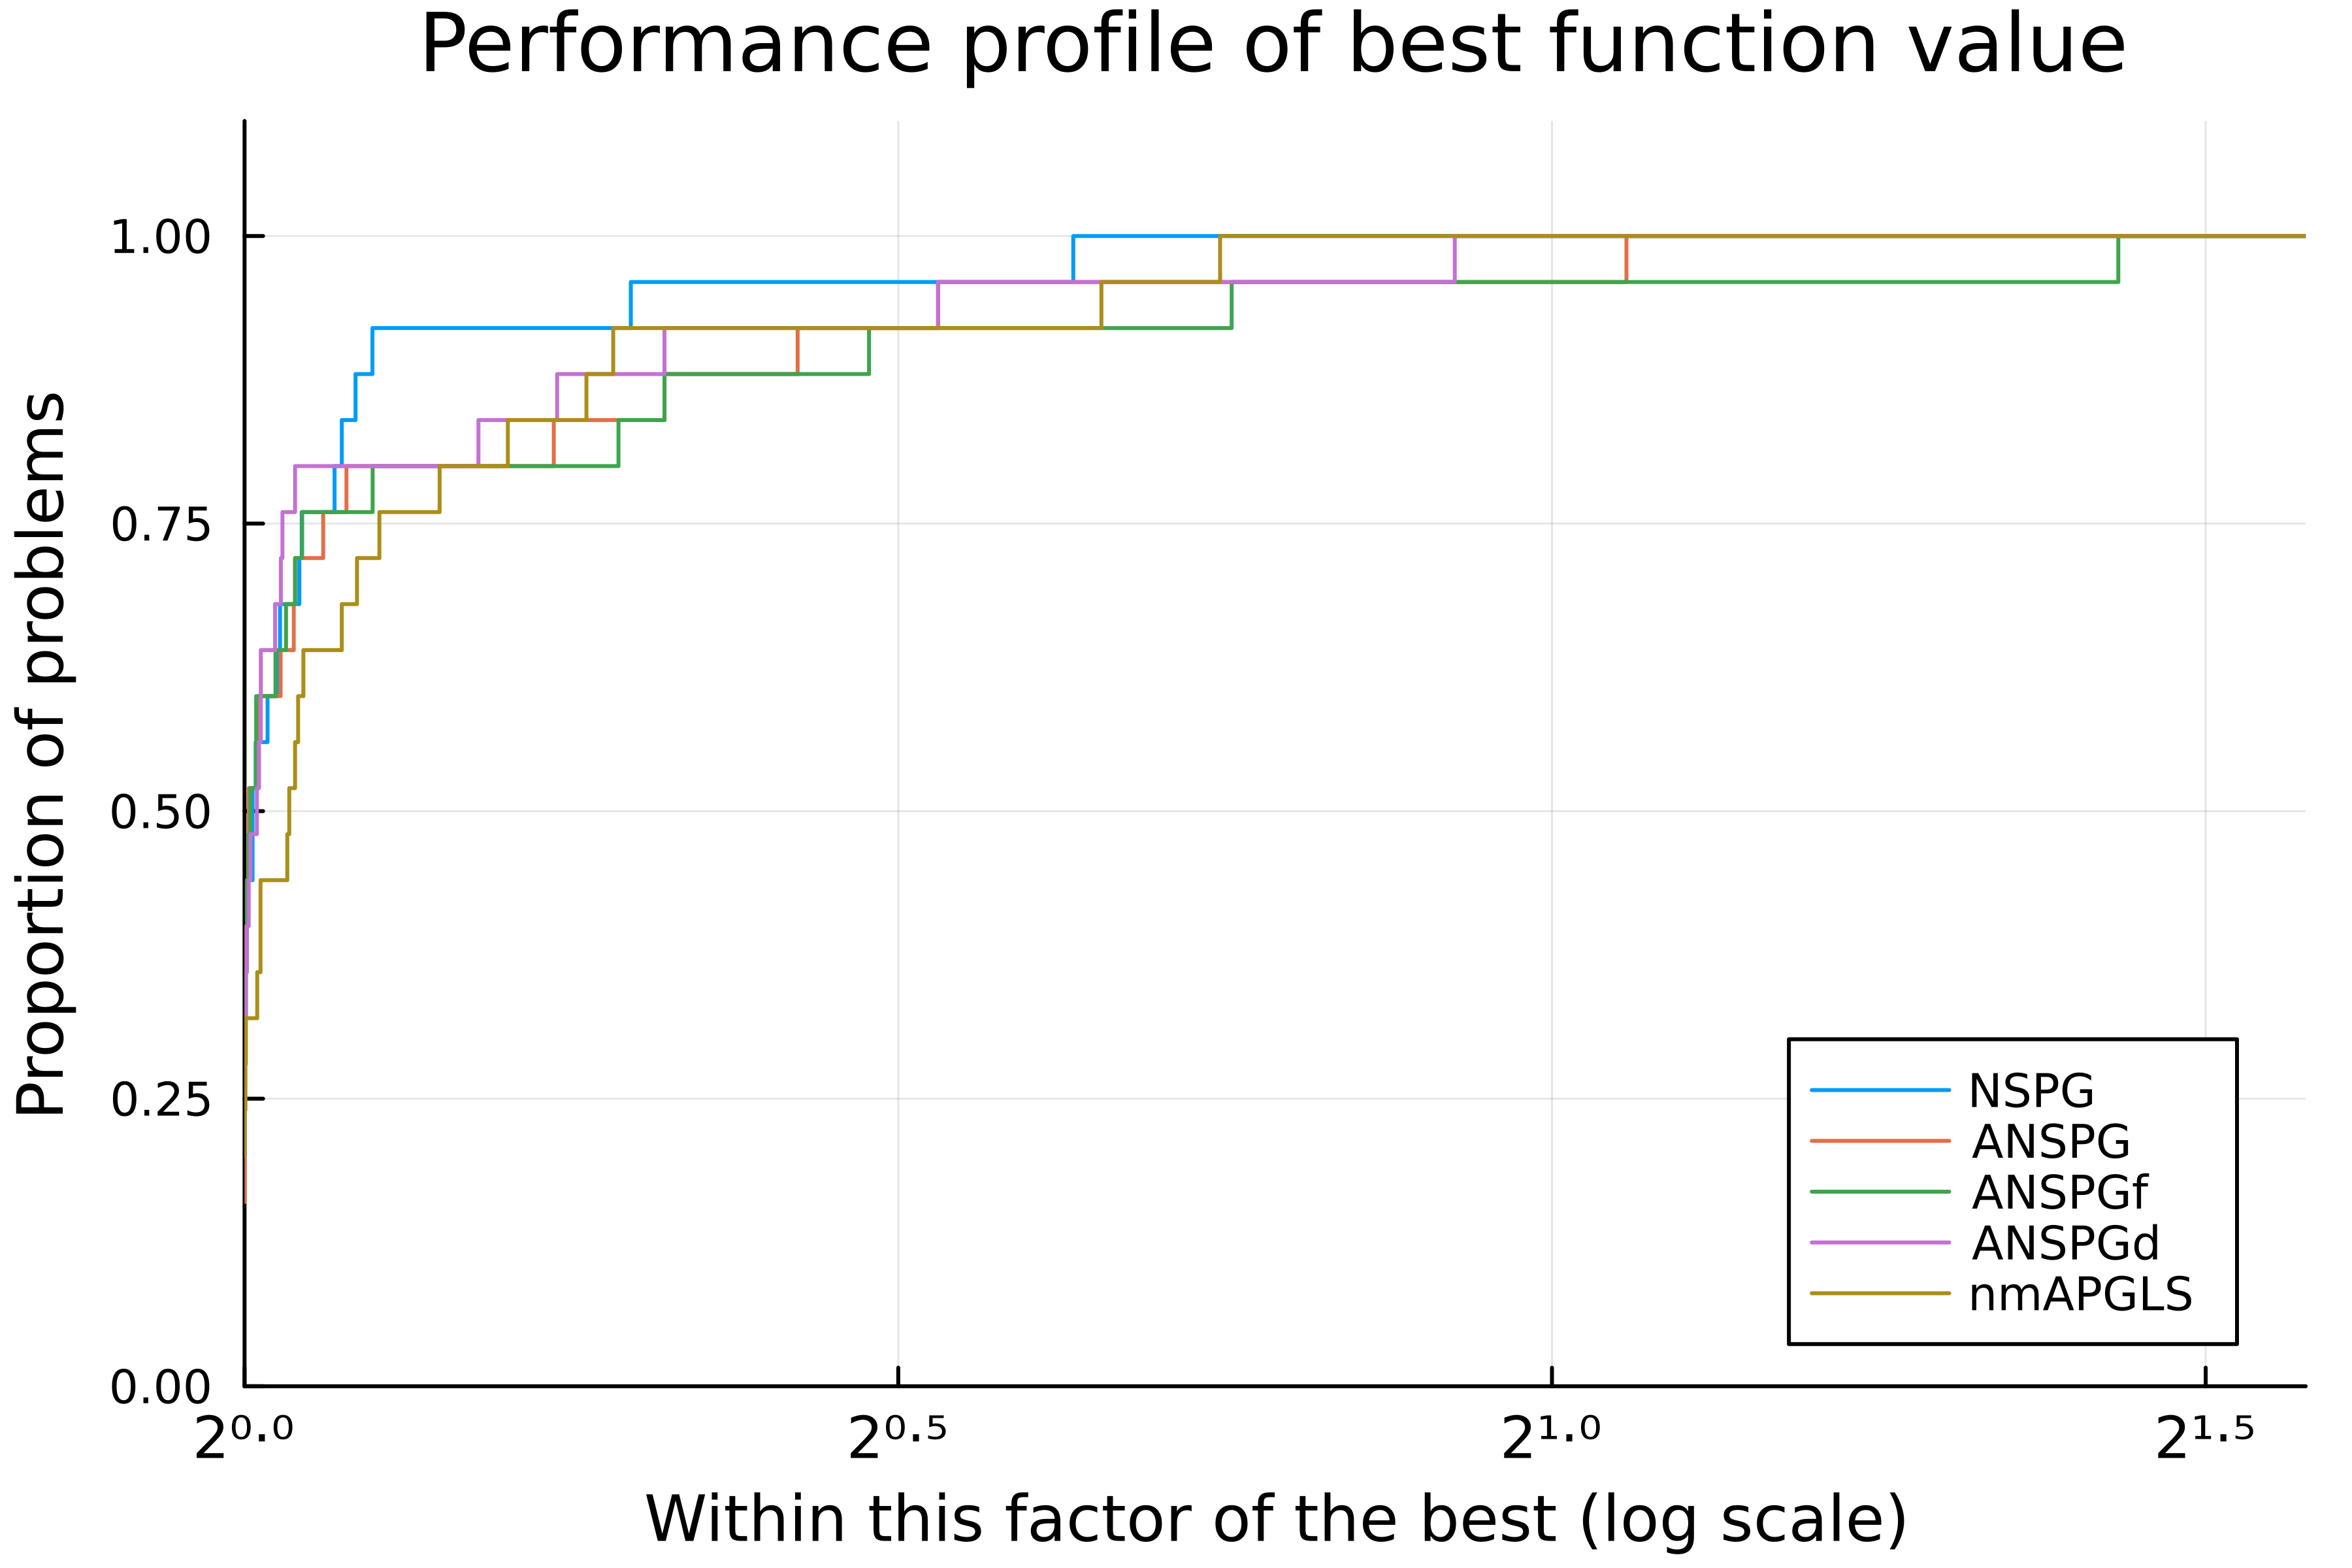 Performance profile of best function value
Proportion of problems
1.00
0.75
0.50
0.25
0.00
2⁰·⁰
2⁰·⁵
2¹·⁰
2¹·⁵
Within this factor of the best (log scale)
NSPG
ANSPG
ANSPGf
ANSPGd
nmAPGLS